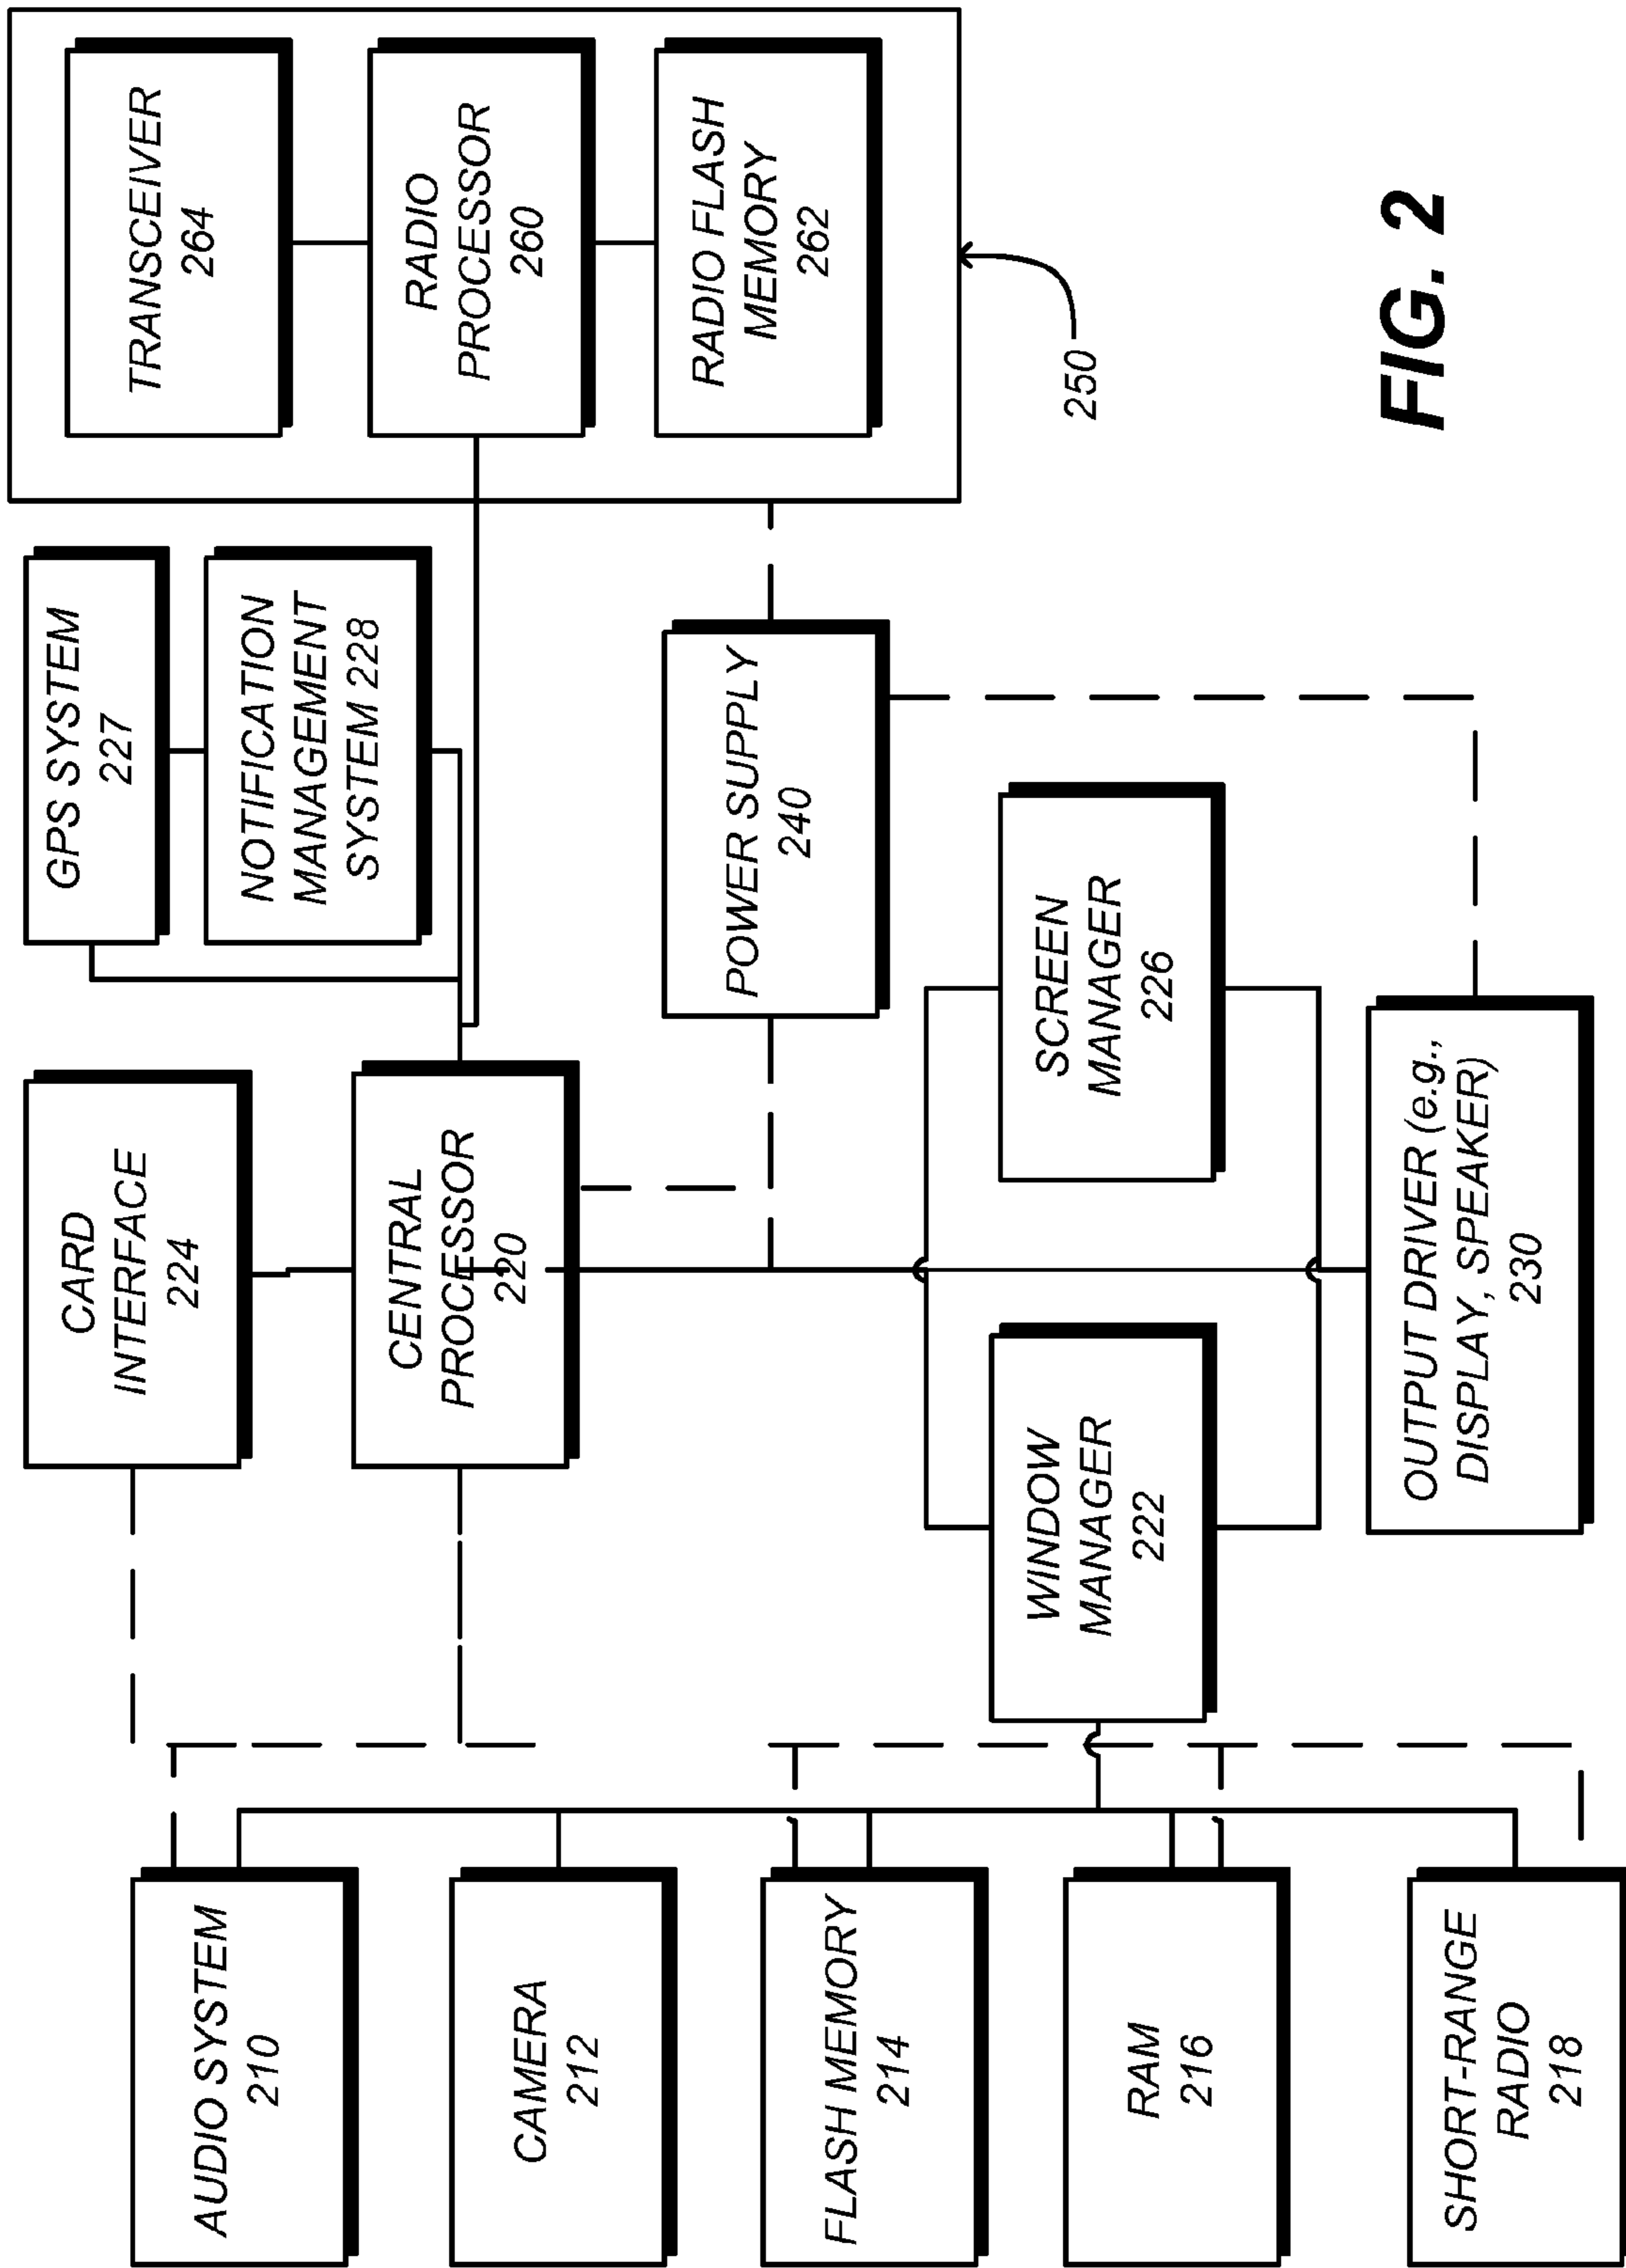 AUDIO SYSTEM
210
CAMERA
212
FLASH MEMORY
214
RAM
216
SHORT-RANGE
RADIO
218
CARD
INTERFACE
224
CENTRAL
PROCESSOR
220
WINDOW
MANAGER
222
OUTPUT DRIVER (e.g.,
DISPLAY, SPEAKER)
230
SCREEN
MANAGER
226
GPS SYSTEM
227
NOTIFICATION
MANAGEMENT
SYSTEM 228
POWER SUPPLY
240
TRANSCEIVER
264
RADIO
PROCESSOR
260
RADIO FLASH
MEMORY
262
250
FIG. 2